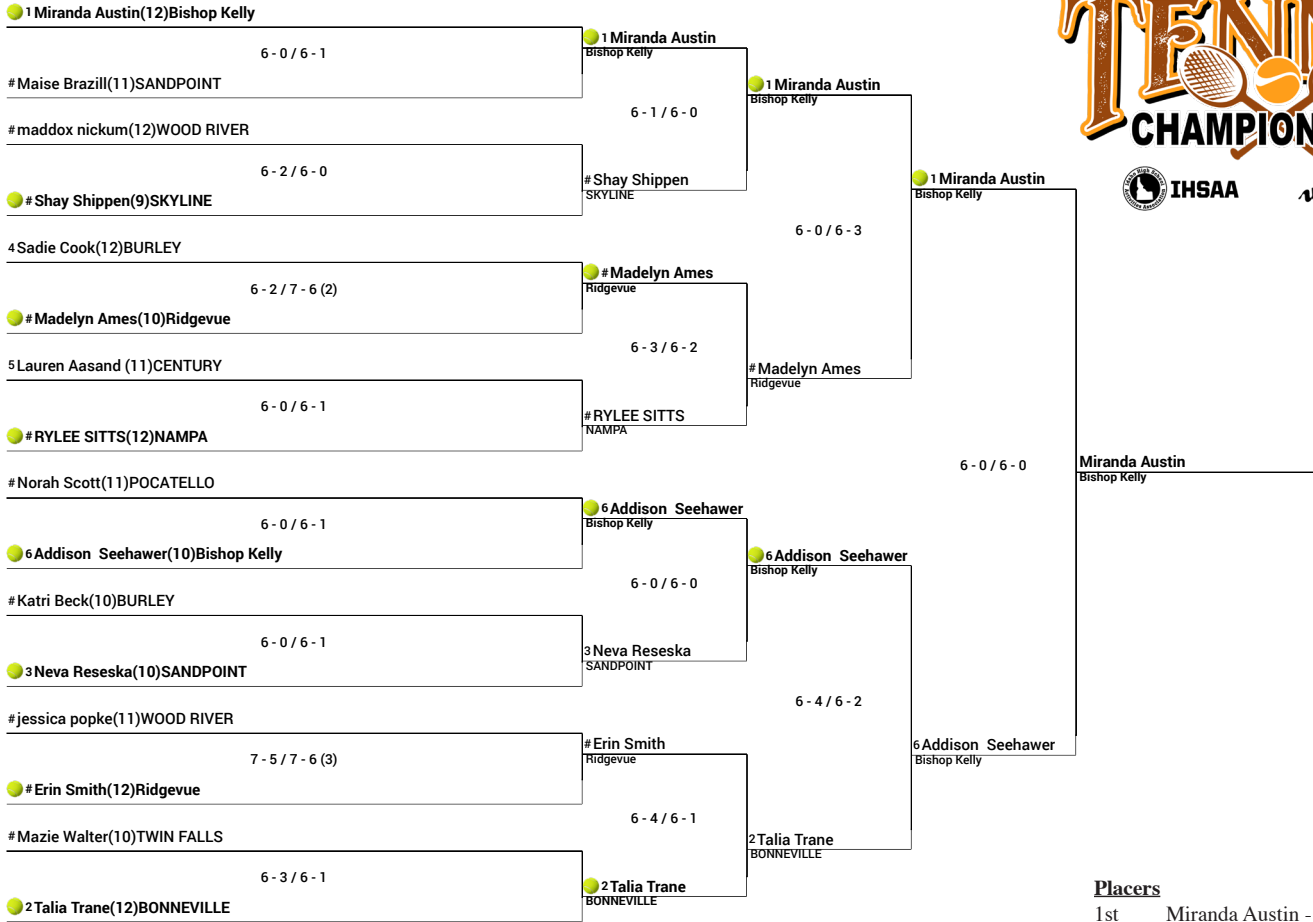 1 Miranda Austin(12)Bishop Kelly
6 - 0 / 6 - 1
# Maise Brazill(11)SANDPOINT
# maddox nickum(12)WOOD RIVER
6 - 2 / 6 - 0
# Shay Shippen(9)SKYLINE
4 Sadie Cook(12)BURLEY
6 - 2 / 7 - 6 (2)
# Madelyn Ames(10)Ridgevue
5 Lauren Aasand (11)CENTURY
6 - 0 / 6 - 1
# RYLEE SITTS(12)NAMPA
# Norah Scott(11)POCATELLO
6 - 0 / 6 - 1
6 Addison Seehawer(10)Bishop Kelly
# Katri Beck(10)BURLEY
6 - 0 / 6 - 1
3 Neva Reseska(10)SANDPOINT
# jessica popke(11)WOOD RIVER
7 - 5 / 7 - 6 (3)
# Erin Smith(12)Ridgevue
# Mazie Walter(10)TWIN FALLS
6 - 3 / 6 - 1
2 Talia Trane(12)BONNEVILLE
1 Miranda Austin
Bishop Kelly
6 - 1 / 6 - 0
# Shay Shippen
SKYLINE
# Madelyn Ames
Ridgevue
6 - 3 / 6 - 2
# RYLEE SITTS
NAMPA
6 Addison Seehawer
Bishop Kelly
6 - 0 / 6 - 0
3 Neva Reseska
SANDPOINT
# Erin Smith
Ridgevue
6 - 4 / 6 - 1
2 Talia Trane
BONNEVILLE
1 Miranda Austin
Bishop Kelly
6 - 0 / 6 - 3
# Madelyn Ames
Ridgevue
6 Addison Seehawer
Bishop Kelly
6 - 4 / 6 - 2
2 Talia Trane
BONNEVILLE
1 Miranda Austin
Bishop Kelly
6 - 0 / 6 - 0
6 Addison Seehawer
Bishop Kelly
Miranda Austin
Bishop Kelly
TENN
CHAMPION
Idaho High School
Activities Association
IHSAA
Placers
1st Miranda Austin -